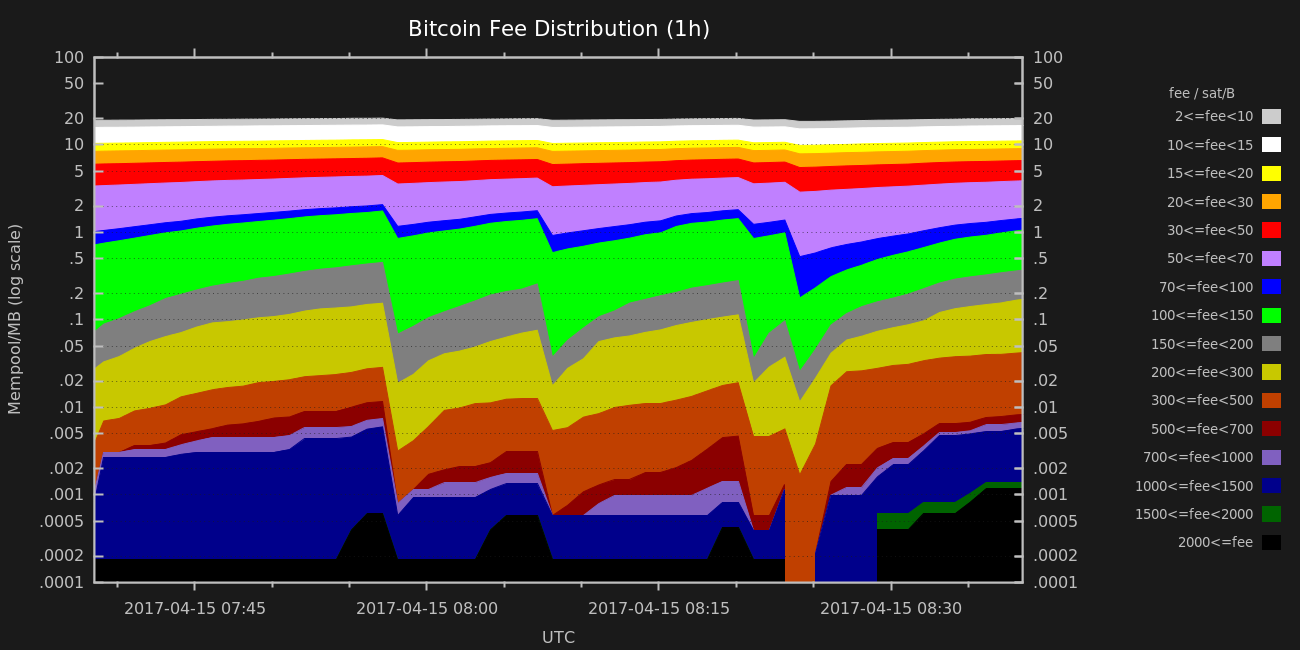 Bitcoin Fee Distribution (1h)
100 100
50 50
fee / sat/B
20 20
2<=fee<10
10 10
10<=fee<15
5 5
15<=fee<20
2 2
20<=fee<30
1 1
30<=fee<50
.5 .5
50<=fee<70
.2 .2
70<=fee<100
.1 .1
100<=fee<150
.05 .05
150<=fee<200
.02 .02
200<=fee<300
.01 .01
300<=fee<500
.005 .005
500<=fee<700
.002 .002
700<=fee<1000
.001 .001
1000<=fee<1500
.0005 .0005
1500<=fee<2000
.0002 .0002
2000<=fee
.0001 .0001
Mempool/MB (log scale)
2017-04-15 07:45 2017-04-15 08:00 2017-04-15 08:15 2017-04-15 08:30
UTC